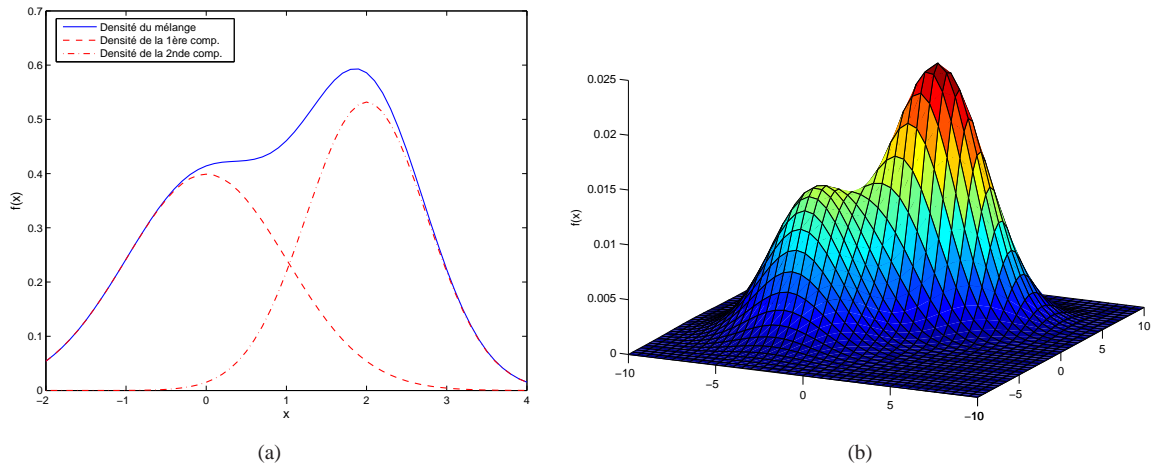 0.7
0.6
0.5
0.4
0.3
0.2
0.1
0
f(x)
Densité du mélange
Densité de la 1ère comp.
Densité de la 2nde comp.
−2 −1 0 1 2 3 4
x
(a)
0.025
0.02
0.015
0.01
0.005
0
f(x)
−10 −5 0 5 −10
−10 −5 0 5 10
(b)